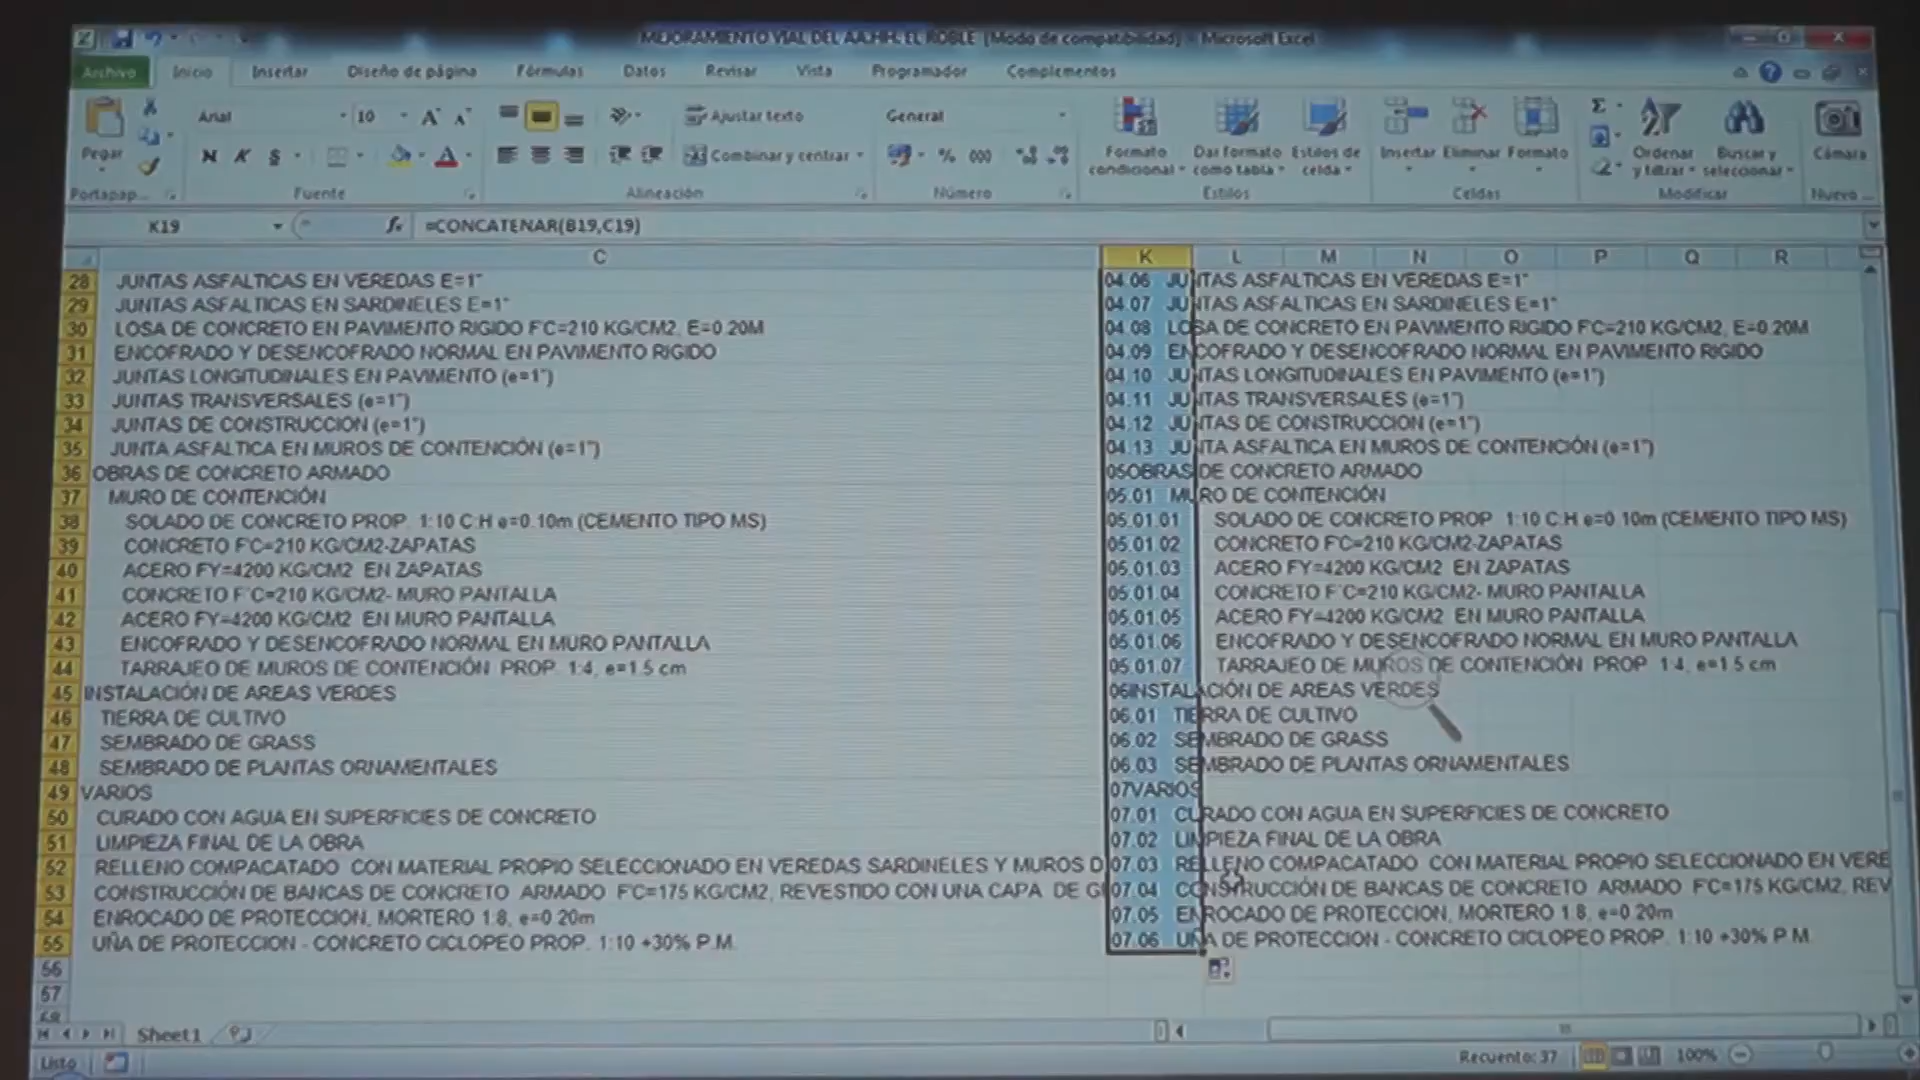 MEJORAMIENTO VIAL DEL AA.HH. EL ROBLE [Modo de compatibilidad] - Microsoft Excel
Archivo Inicio Insertar Diseño de página Fórmulas Datos Revisar Vista Programador Complementos
Arial 10 Ajustar texto General
Pegar N K S Combinar y centrar % 000 Formato condicional Dar formato como tabla Estilos de celda Insertar Eliminar Formato Ordenar y filtrar Buscar y seleccionar Cámara
Portapap... Fuente Alineación Número Estilos Celdas Modificar Nuevo ...
K19 fx =CONCATENAR(B19,C19)
C K L M N O P Q R
28 JUNTAS ASFALTICAS EN VEREDAS E=1" 04.06 JUNTAS ASFALTICAS EN VEREDAS E=1"
29 JUNTAS ASFALTICAS EN SARDINELES E=1" 04.07 JUNTAS ASFALTICAS EN SARDINELES E=1"
30 LOSA DE CONCRETO EN PAVIMENTO RIGIDO F'C=210 KG/CM2, E=0.20M 04.08 LOSA DE CONCRETO EN PAVIMENTO RIGIDO F'C=210 KG/CM2, E=0.20M
31 ENCOFRADO Y DESENCOFRADO NORMAL EN PAVIMENTO RIGIDO 04.09 ENCOFRADO Y DESENCOFRADO NORMAL EN PAVIMENTO RIGIDO
32 JUNTAS LONGITUDINALES EN PAVIMENTO (e=1") 04.10 JUNTAS LONGITUDINALES EN PAVIMENTO (e=1")
33 JUNTAS TRANSVERSALES (e=1") 04.11 JUNTAS TRANSVERSALES (e=1")
34 JUNTAS DE CONSTRUCCION (e=1") 04.12 JUNTAS DE CONSTRUCCION (e=1")
35 JUNTA ASFALTICA EN MUROS DE CONTENCIÓN (e=1") 04.13 JUNTA ASFALTICA EN MUROS DE CONTENCIÓN (e=1")
36 OBRAS DE CONCRETO ARMADO 05OBRAS DE CONCRETO ARMADO
37 MURO DE CONTENCIÓN 05.01 MURO DE CONTENCIÓN
38 SOLADO DE CONCRETO PROP. 1:10 C:H e=0.10m (CEMENTO TIPO MS) 05.01.01 SOLADO DE CONCRETO PROP. 1:10 C:H e=0.10m (CEMENTO TIPO MS)
39 CONCRETO F'C=210 KG/CM2-ZAPATAS 05.01.02 CONCRETO F'C=210 KG/CM2-ZAPATAS
40 ACERO FY=4200 KG/CM2 EN ZAPATAS 05.01.03 ACERO FY=4200 KG/CM2 EN ZAPATAS
41 CONCRETO F'C=210 KG/CM2- MURO PANTALLA 05.01.04 CONCRETO F'C=210 KG/CM2- MURO PANTALLA
42 ACERO FY=4200 KG/CM2 EN MURO PANTALLA 05.01.05 ACERO FY=4200 KG/CM2 EN MURO PANTALLA
43 ENCOFRADO Y DESENCOFRADO NORMAL EN MURO PANTALLA 05.01.06 ENCOFRADO Y DESENCOFRADO NORMAL EN MURO PANTALLA
44 TARRAJEO DE MUROS DE CONTENCIÓN PROP. 1:4, e=1.5 cm 05.01.07 TARRAJEO DE MUROS DE CONTENCIÓN PROP. 1:4, e=1.5 cm
45 INSTALACIÓN DE AREAS VERDES 06INSTALACIÓN DE AREAS VERDES
46 TIERRA DE CULTIVO 06.01 TIERRA DE CULTIVO
47 SEMBRADO DE GRASS 06.02 SEMBRADO DE GRASS
48 SEMBRADO DE PLANTAS ORNAMENTALES 06.03 SEMBRADO DE PLANTAS ORNAMENTALES
49 VARIOS 07VARIOS
50 CURADO CON AGUA EN SUPERFICIES DE CONCRETO 07.01 CURADO CON AGUA EN SUPERFICIES DE CONCRETO
51 LIMPIEZA FINAL DE LA OBRA 07.02 LIMPIEZA FINAL DE LA OBRA
52 RELLENO COMPACATADO CON MATERIAL PROPIO SELECCIONADO EN VEREDAS SARDINELES Y MUROS D 07.03 RELLENO COMPACATADO CON MATERIAL PROPIO SELECCIONADO EN VERE
53 CONSTRUCCIÓN DE BANCAS DE CONCRETO ARMADO F'C=175 KG/CM2, REVESTIDO CON UNA CAPA DE G 07.04 CONSTRUCCIÓN DE BANCAS DE CONCRETO ARMADO F'C=175 KG/CM2, REV
54 ENROCADO DE PROTECCION, MORTERO 1:8, e=0.20m 07.05 ENROCADO DE PROTECCION, MORTERO 1:8, e=0.20m
55 UÑA DE PROTECCION - CONCRETO CICLOPEO PROP. 1:10 +30% P.M. 07.06 UÑA DE PROTECCION - CONCRETO CICLOPEO PROP. 1:10 +30% P.M.
56
57
58
Sheet1
Listo Recuento: 37 100%